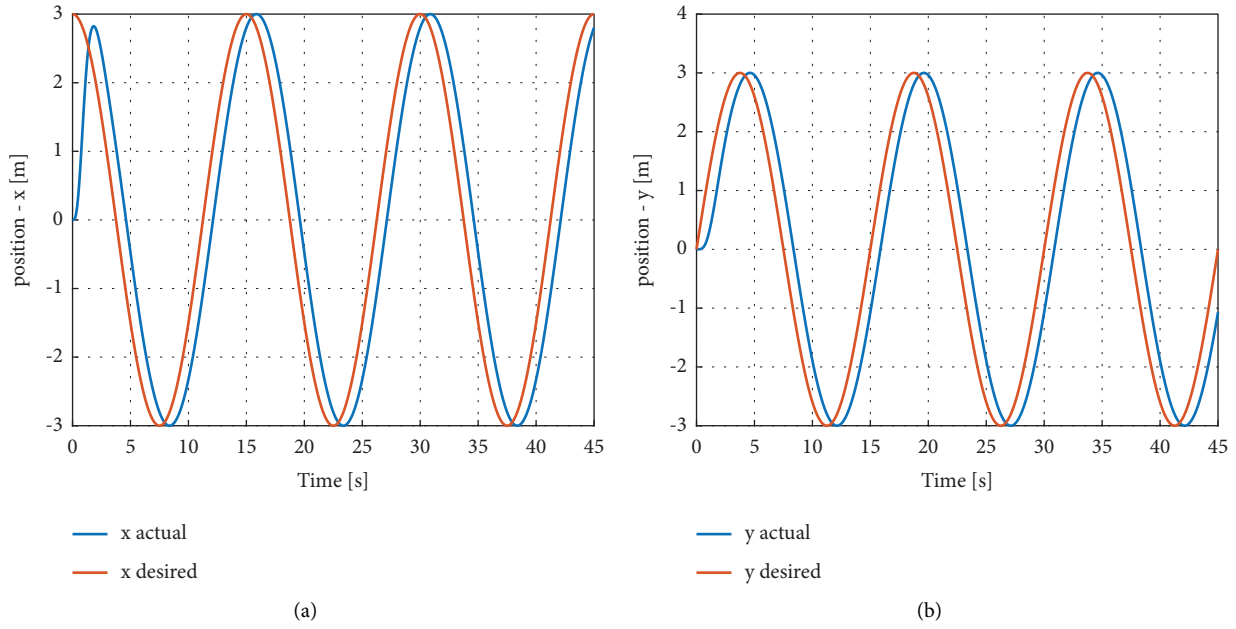 3
2
1
0
-1
-2
-3
position - x [m]
0 5 10 15 20 25 30 35 40 45
Time [s]
x actual
x desired
(a)
4
3
2
1
0
-1
-2
-3
position - y [m]
0 5 10 15 20 25 30 35 40 45
Time [s]
y actual
y desired
(b)